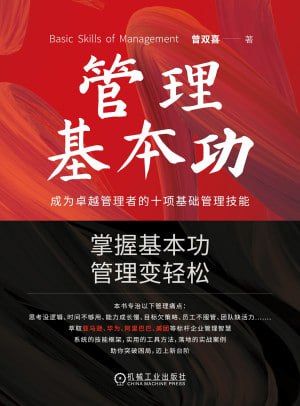 Basic Skills of Management 曾双喜——著
管理
基本功
成为卓越管理者的十项基础管理技能
掌握基本功
管理变轻松
本书专治以下管理痛点：
思考没逻辑、时间不够用、能力成长慢、目标欠策略、员工不服管、团队缺活力……
萃取亚马逊、华为、阿里巴巴、美团等标杆企业管理智慧
系统的技能框架，实用的工具方法，落地的实战案例
助你突破困局，迈上新台阶
机械工业出版社
CHINA MACHINE PRESS